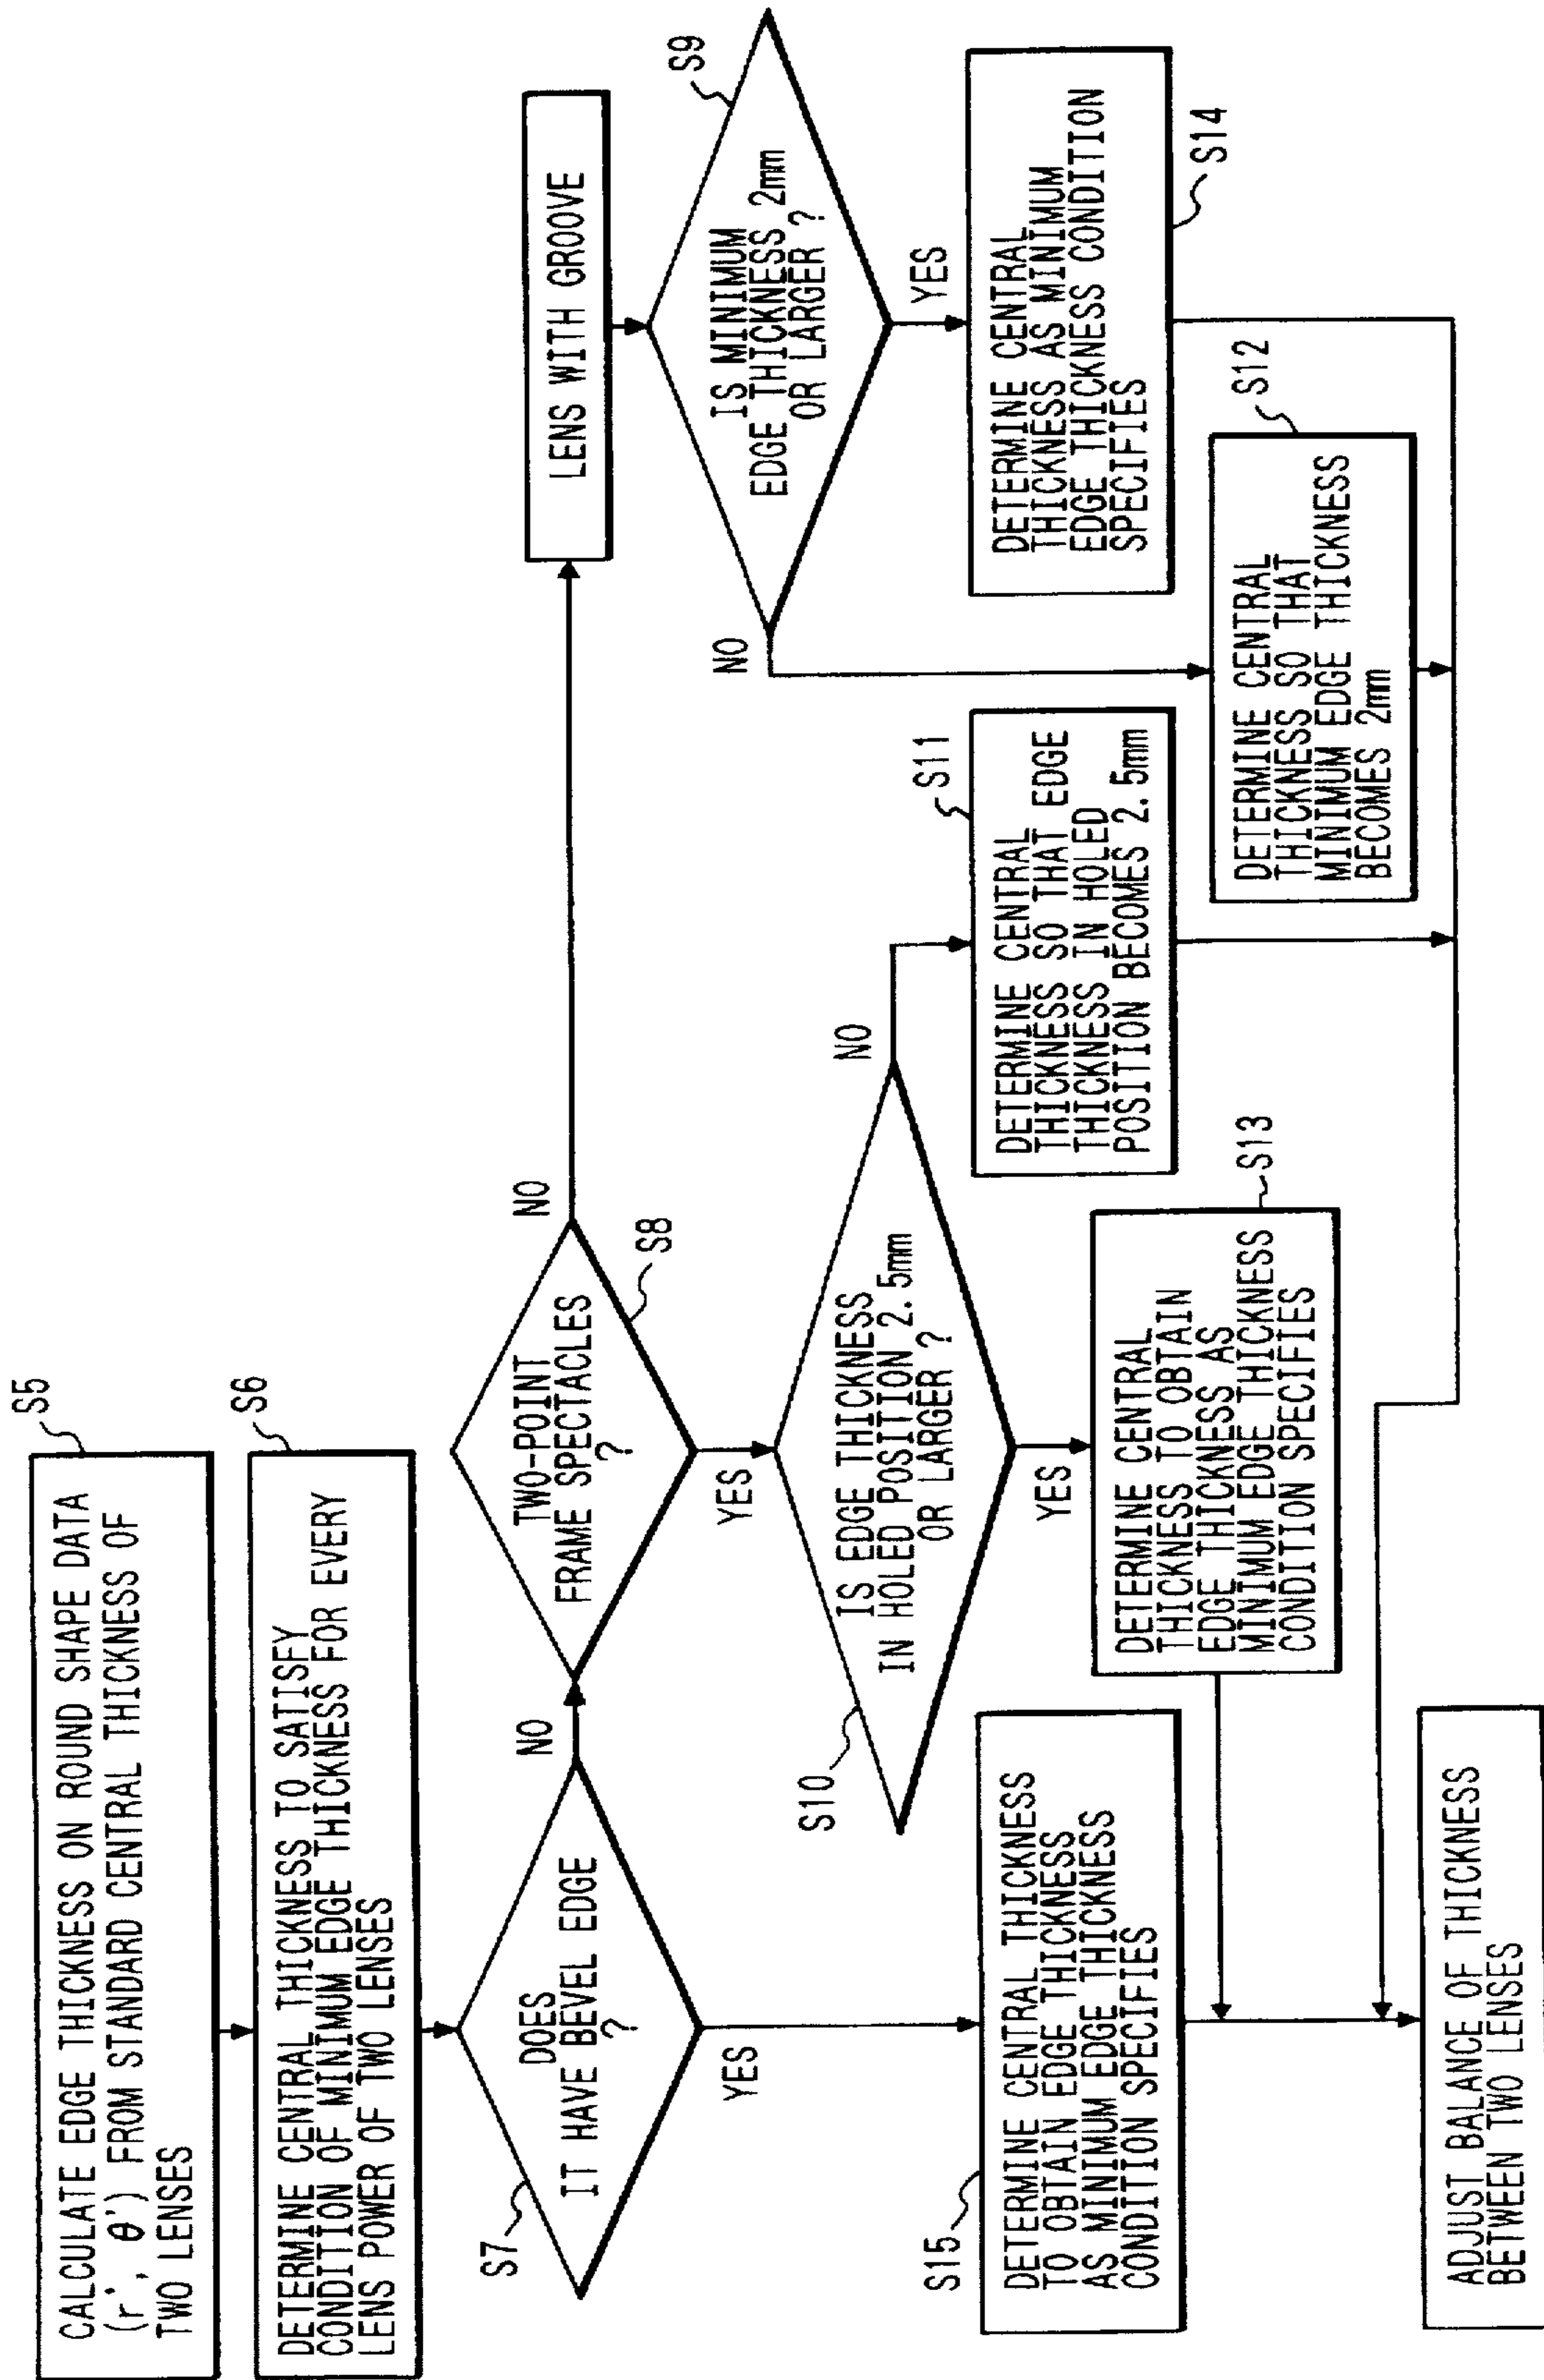 S5
CALCULATE EDGE THICKNESS ON ROUND SHAPE DATA
(r', θ') FROM STANDARD CENTRAL THICKNESS OF
TWO LENSES
S6
DETERMINE CENTRAL THICKNESS TO SATISFY
CONDITION OF MINIMUM EDGE THICKNESS FOR EVERY
LENS POWER OF TWO LENSES
S7
DOES
IT HAVE BEVEL EDGE
?
NO
YES
TWO-POINT
FRAME SPECTACLES
?
S8
NO
YES
LENS WITH GROOVE
S9
IS MINIMUM
EDGE THICKNESS 2mm
OR LARGER ?
NO
YES
S10
IS EDGE THICKNESS
IN HOLED POSITION 2.5mm
OR LARGER ?
NO
YES
S15
DETERMINE CENTRAL THICKNESS
TO OBTAIN EDGE THICKNESS
AS MINIMUM EDGE THICKNESS
CONDITION SPECIFIES
S13
DETERMINE CENTRAL
THICKNESS TO OBTAIN
EDGE THICKNESS AS
MINIMUM EDGE THICKNESS
CONDITION SPECIFIES
S11
DETERMINE CENTRAL
THICKNESS SO THAT EDGE
THICKNESS IN HOLED
POSITION BECOMES 2.5mm
S12
DETERMINE CENTRAL
THICKNESS SO THAT
MINIMUM EDGE THICKNESS
BECOMES 2mm
S14
DETERMINE CENTRAL
THICKNESS AS MINIMUM
EDGE THICKNESS CONDITION
SPECIFIES
ADJUST BALANCE OF THICKNESS
BETWEEN TWO LENSES